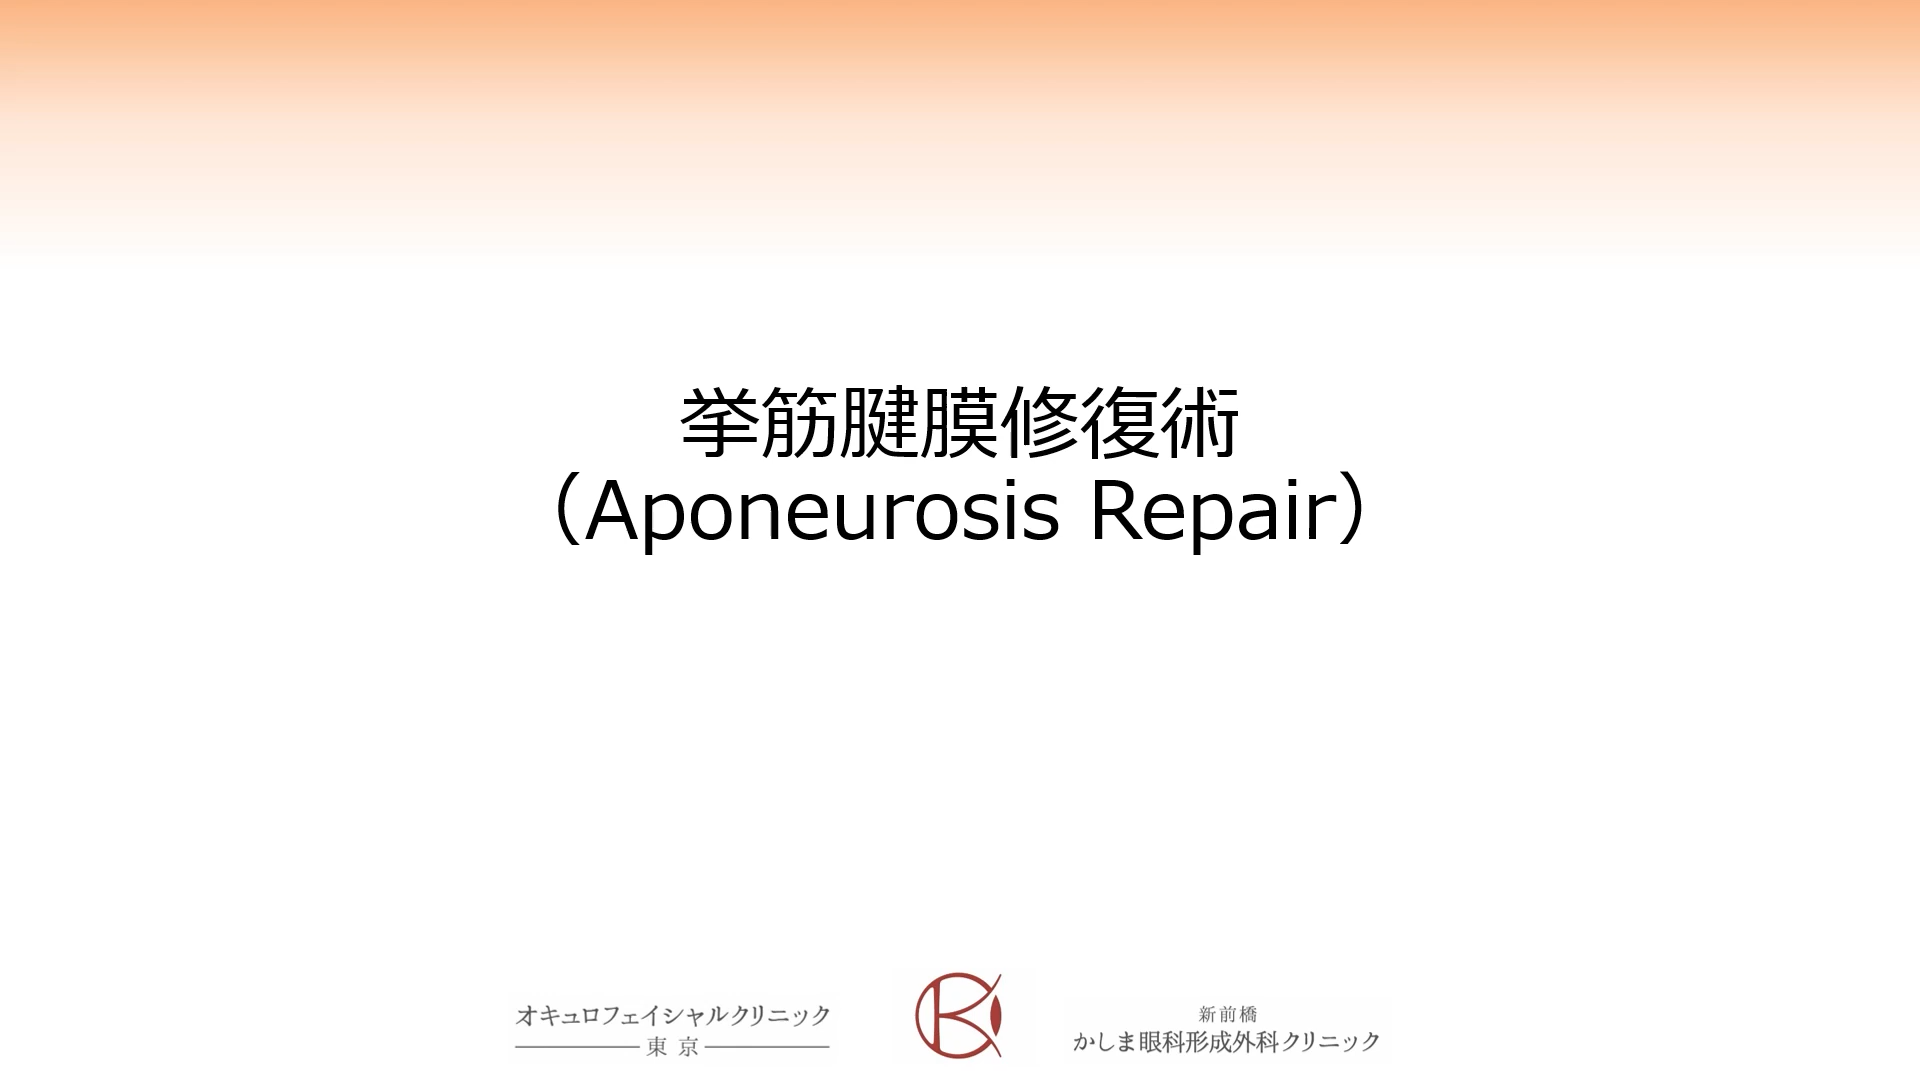 挙筋腱膜修復術
（Aponeurosis Repair）
オキュロフェイシャルクリニック
東京
新前橋
かしま眼科形成外科クリニック